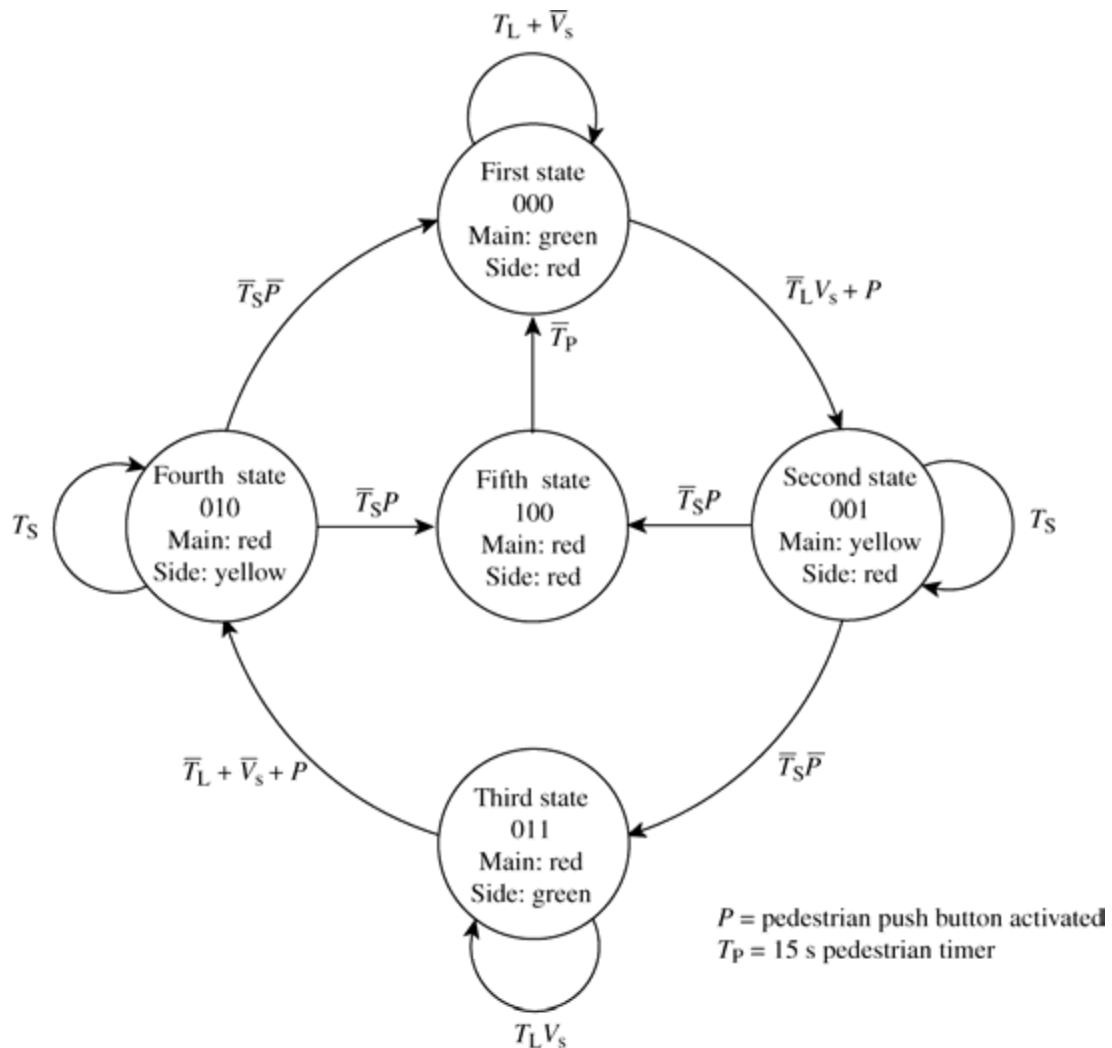 T_L + V̅_s
First state
000
Main: green
Side: red
T̅_S P̅
T̅_L V_s + P
T̅_P
Fourth state
010
Main: red
Side: yellow
T_S
T̅_S P
Fifth state
100
Main: red
Side: red
T̅_S P
Second state
001
Main: yellow
Side: red
T_S
T̅_L + V̅_s + P
T̅_S P̅
Third state
011
Main: red
Side: green
P = pedestrian push button activated
T_P = 15 s pedestrian timer
T_L V_s